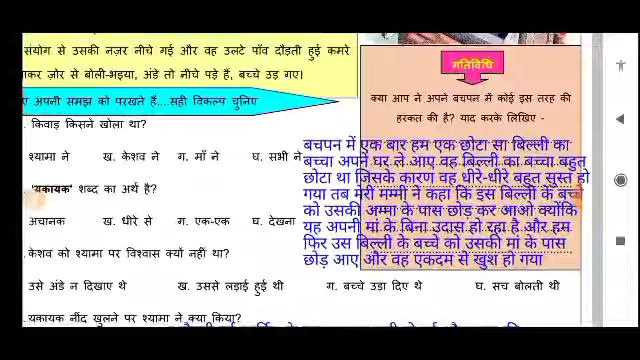 संयोग से उसकी नज़र नीचे गई और वह उलटे पाँव दौड़ती हुई कमरे
ाकर ज़ोर से बोली-भइया, अंडे तो नीचे पड़े हैं, बच्चे उड़ गए।
गतिविधि
क्या आप ने अपने बचपन में कोई इस तरह की
हरकत की है? याद करके लिखिए -
अपनी समझ को परखते हैं...सही विकल्प चुनिए
किवाड़ किसने खोला था?
श्यामा ने ख. केशव ने ग. माँ ने घ. सभी ने
'यकायक' शब्द का अर्थ है?
अचानक ख. धीरे से ग. एक-एक घ. देखना
केशव को श्यामा पर विश्वास क्यों नहीं था?
उसे अंडे न दिखाए थे ख. उससे लड़ाई हुई थी ग. बच्चे उडा दिए थे घ. सच बोलती थी
यकायक नींद खुलने पर श्यामा ने क्या किया?
बचपन में एक बार हम एक छोटा सा बिल्ली का
बच्चा अपने घर ले आए वह बिल्ली का बच्चा बहुत
छोटा था जिसके कारण वह धीरे-धीरे बहुत सुस्त हो
गया तब मेरी मम्मी ने कहा कि इस बिल्ली के बच्चे
को उसकी अम्मा के पास छोड़ कर आओ क्योंकि
यह अपनी मां के बिना उदास हो रहा है और हम
फिर उस बिल्ली के बच्चे को उसकी मां के पास
छोड़ आए और वह एकदम से खुश हो गया